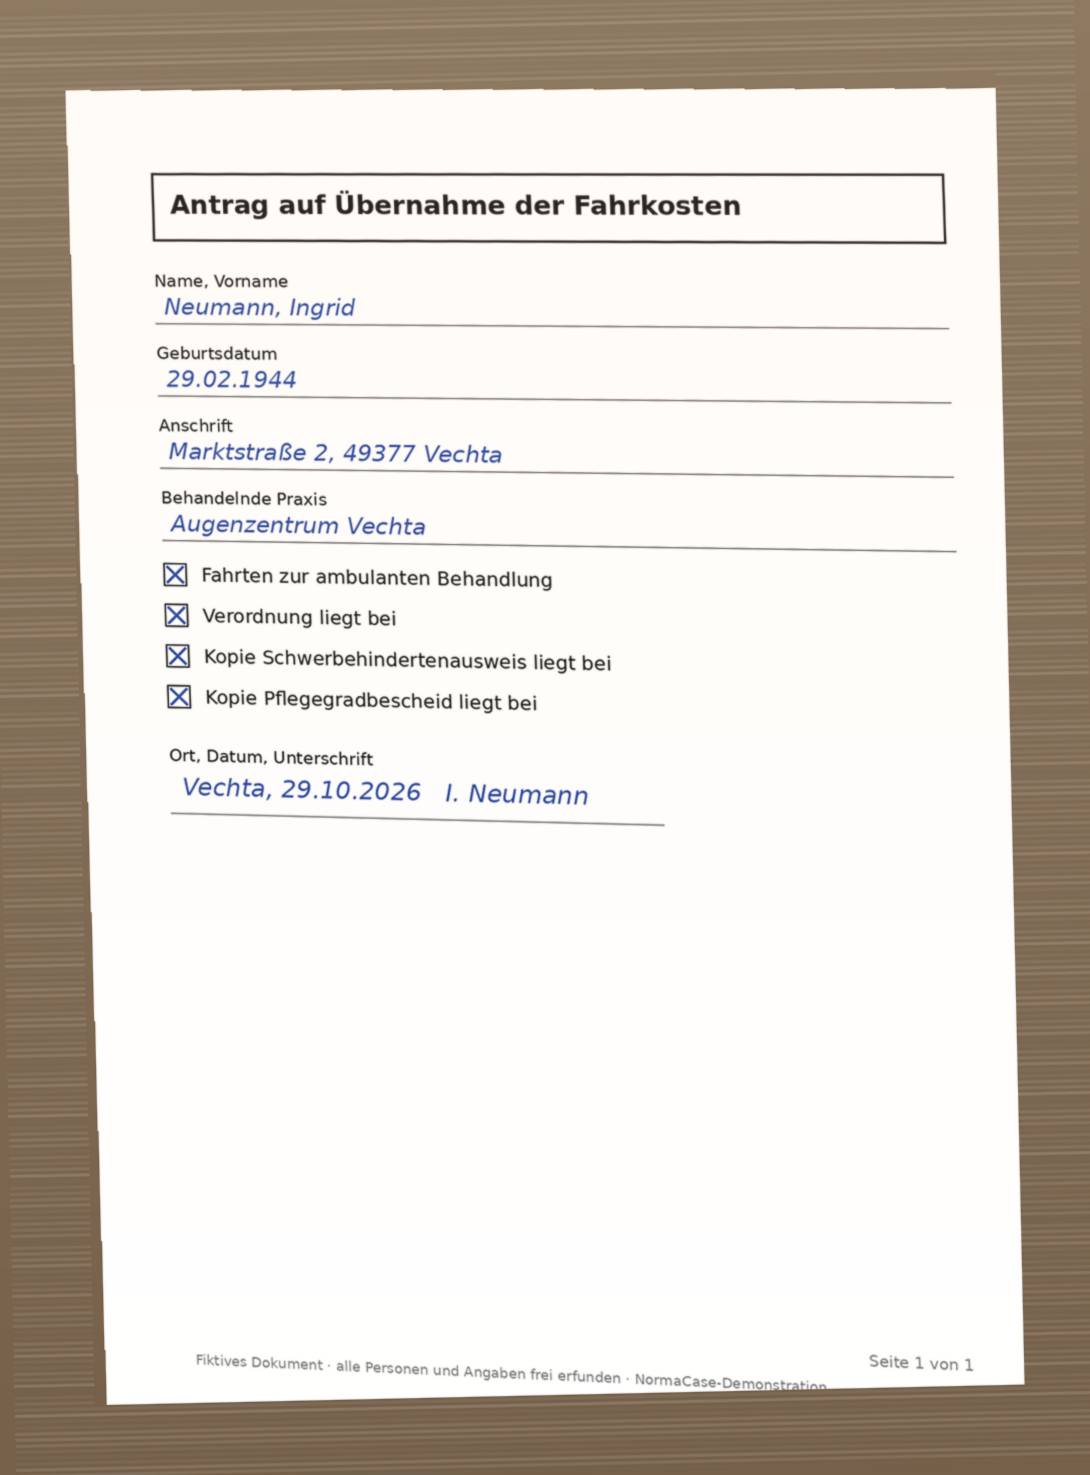 Antrag auf Übernahme der Fahrkosten
Name, Vorname
Neumann, Ingrid
Geburtsdatum
29.02.1944
Anschrift
Marktstraße 2, 49377 Vechta
Behandelnde Praxis
Augenzentrum Vechta
Fahrten zur ambulanten Behandlung
Verordnung liegt bei
Kopie Schwerbehindertenausweis liegt bei
Kopie Pflegegradbescheid liegt bei
Ort, Datum, Unterschrift
Vechta, 29.10.2026 I. Neumann
Fiktives Dokument · alle Personen und Angaben frei erfunden · NormaCase-Demonstration
Seite 1 von 1